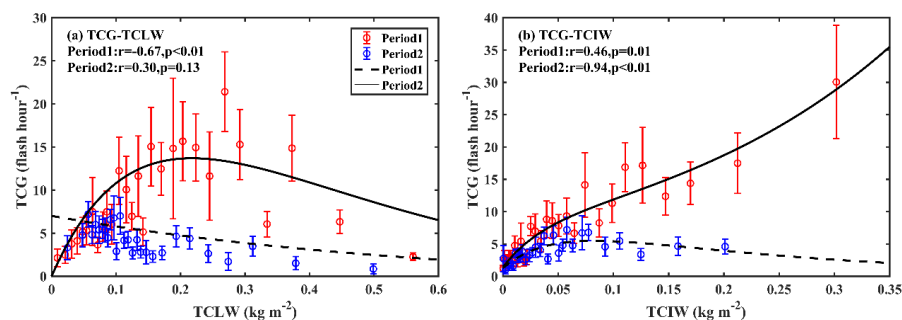 (a) TCG-TCLW
Period1:r=-0.67,p<0.01
Period2:r=0.30,p=0.13
Period1
Period2
Period1
Period2
TCG (flash hour-1)
30
25
20
15
10
5
0
0 0.1 0.2 0.3 0.4 0.5 0.6
TCLW (kg m-2)
(b) TCG-TCIW
Period1:r=0.46,p=0.01
Period2:r=0.94,p<0.01
TCG (flash hour-1)
40
35
30
25
20
15
10
5
0
0 0.05 0.1 0.15 0.2 0.25 0.3 0.35
TCIW (kg m-2)